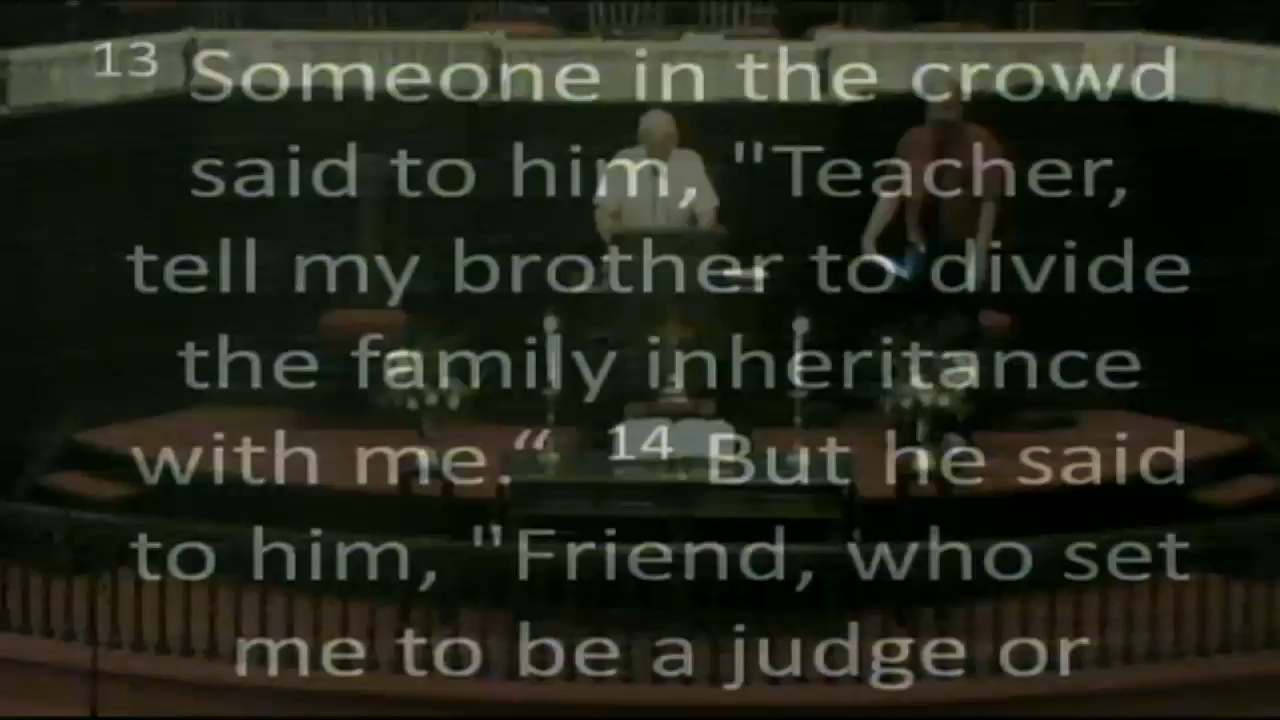 13 Someone in the crowd
said to him, "Teacher,
tell my brother to divide
the family inheritance
with me.“ 14 But he said
to him, "Friend, who set
me to be a judge or